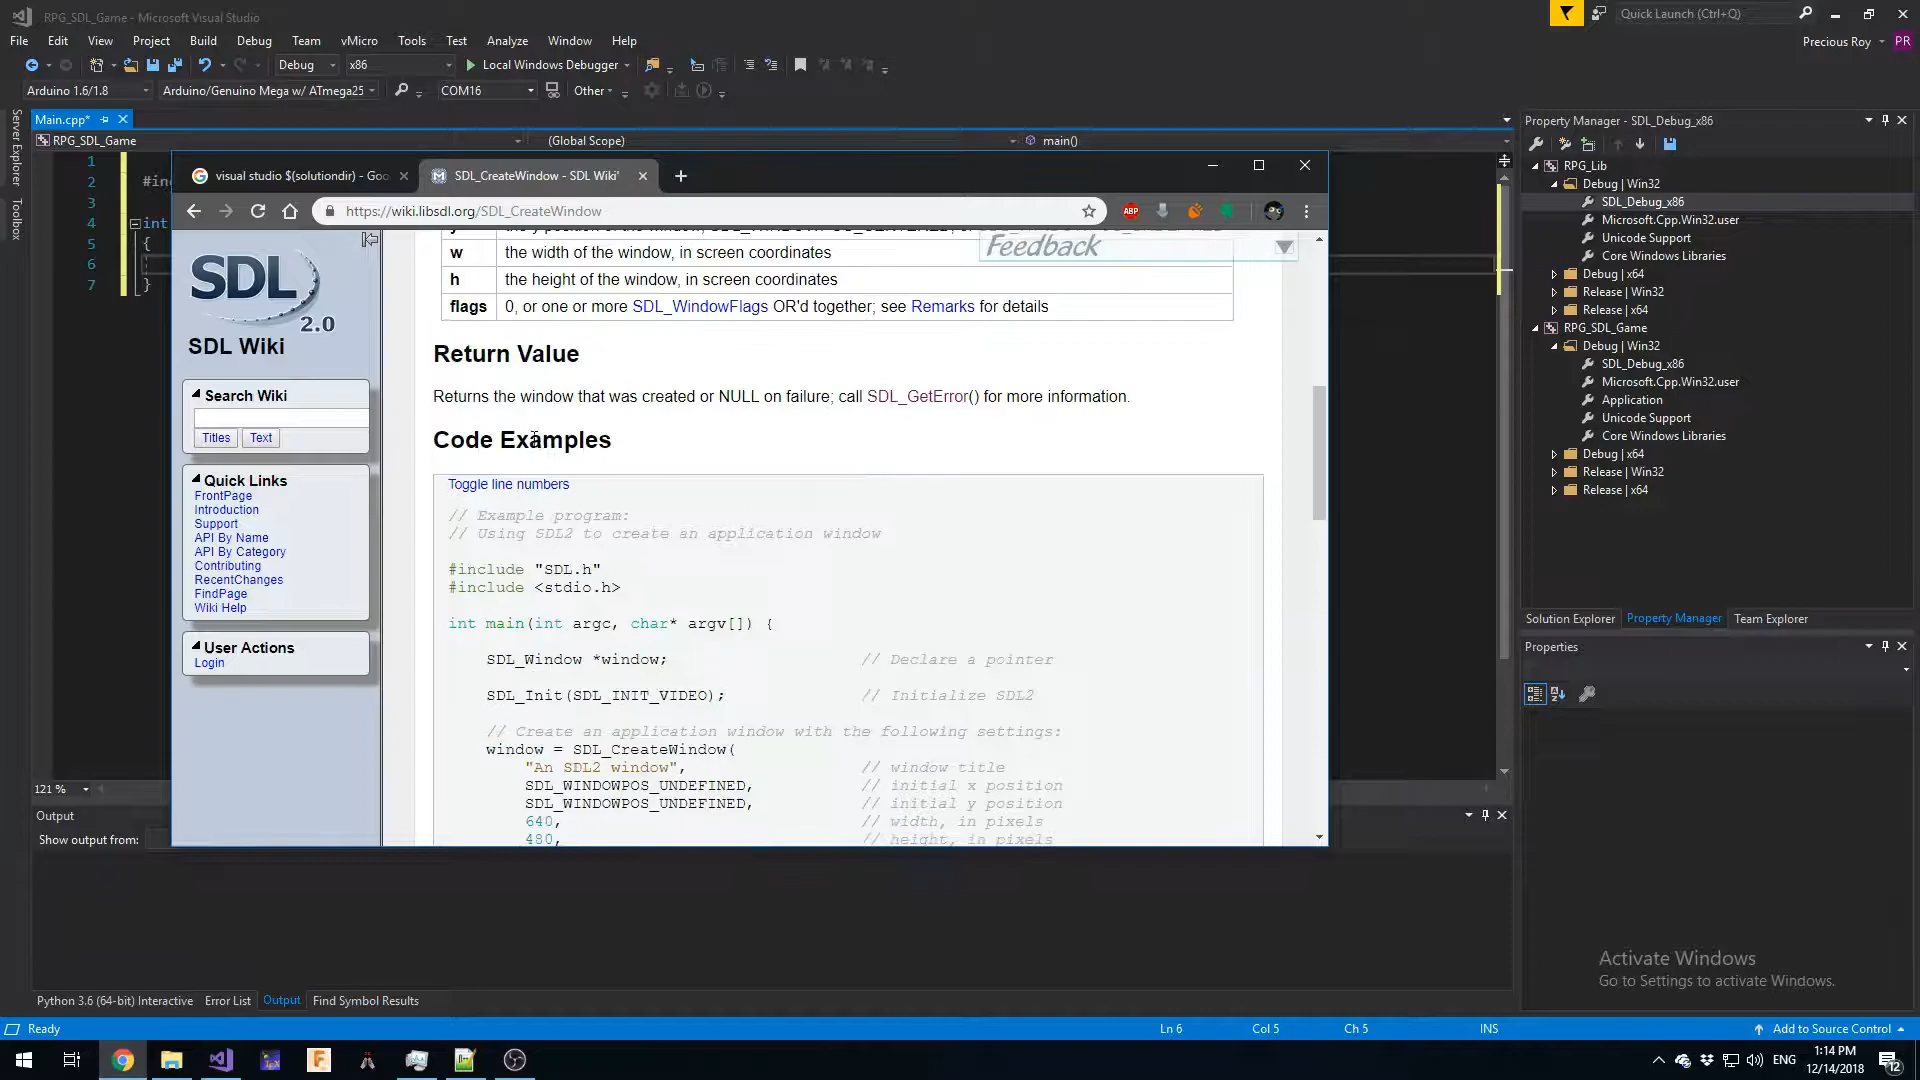 RPG_SDL_Game - Microsoft Visual Studio
Quick Launch (Ctrl+Q)
File Edit View Project Build Debug Team vMicro Tools Test Analyze Window Help
Precious Roy PR
Debug x86 Local Windows Debugger
Arduino 1.6/1.8 Arduino/Genuino Mega w/ ATmega25 COM16 Other
Server Explorer
Toolbox
Main.cpp*
RPG_SDL_Game (Global Scope) main()
1
2
3
4 int
5 {
6
7 }
visual studio $(solutiondir) - Goo
SDL_CreateWindow - SDL Wiki
https://wiki.libsdl.org/SDL_CreateWindow
ABP
SDL
2.0
SDL Wiki
Search Wiki
Titles Text
Quick Links
FrontPage
Introduction
Support
API By Name
API By Category
Contributing
RecentChanges
FindPage
Wiki Help
User Actions
Login
Feedback
w the width of the window, in screen coordinates
h the height of the window, in screen coordinates
flags 0, or one or more SDL_WindowFlags OR'd together; see Remarks for details
Return Value
Returns the window that was created or NULL on failure; call SDL_GetError() for more information.
Code Examples
Toggle line numbers
// Example program:
// Using SDL2 to create an application window
#include "SDL.h"
#include <stdio.h>
int main(int argc, char* argv[]) {
SDL_Window *window; // Declare a pointer
SDL_Init(SDL_INIT_VIDEO); // Initialize SDL2
// Create an application window with the following settings:
window = SDL_CreateWindow(
"An SDL2 window", // window title
SDL_WINDOWPOS_UNDEFINED, // initial x position
SDL_WINDOWPOS_UNDEFINED, // initial y position
640, // width, in pixels
480, // height, in pixels
Property Manager - SDL_Debug_x86
RPG_Lib
Debug | Win32
SDL_Debug_x86
Microsoft.Cpp.Win32.user
Unicode Support
Core Windows Libraries
Debug | x64
Release | Win32
Release | x64
RPG_SDL_Game
Debug | Win32
SDL_Debug_x86
Microsoft.Cpp.Win32.user
Application
Unicode Support
Core Windows Libraries
Debug | x64
Release | Win32
Release | x64
Solution Explorer Property Manager Team Explorer
Properties
121 %
Output
Show output from:
Activate Windows
Go to Settings to activate Windows.
Python 3.6 (64-bit) Interactive Error List Output Find Symbol Results
Ready
Ln 6 Col 5 Ch 5 INS
Add to Source Control
ENG
1:14 PM
12/14/2018
12